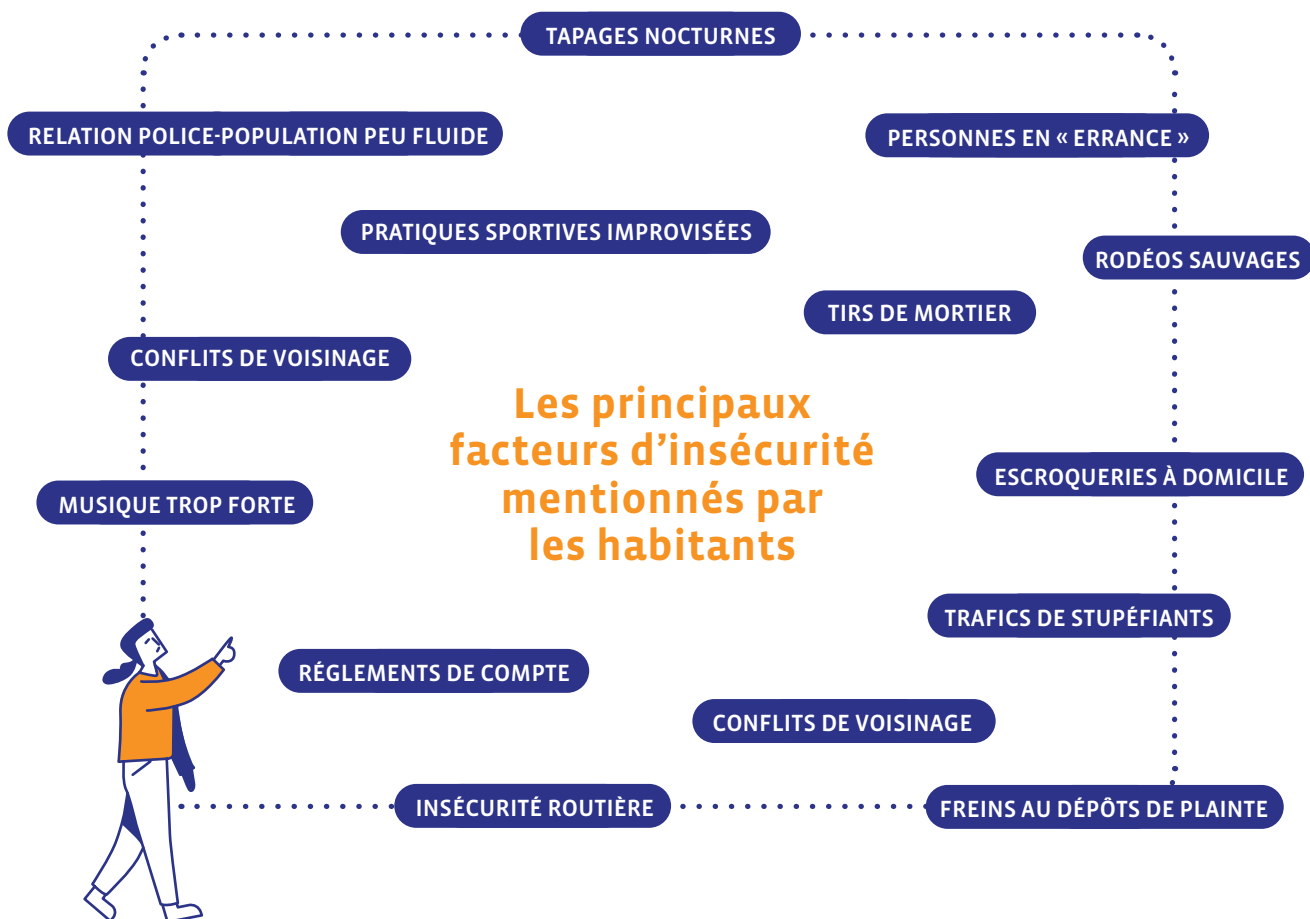 TAPAGES NOCTURNES
RELATION POLICE-POPULATION PEU FLUIDE
PERSONNES EN « ERRANCE »
PRATIQUES SPORTIVES IMPROVISÉES
RODÉOS SAUVAGES
TIRS DE MORTIER
CONFLITS DE VOISINAGE
Les principaux
facteurs d’insécurité
mentionnés par
les habitants
ESCROQUERIES À DOMICILE
MUSIQUE TROP FORTE
TRAFICS DE STUPÉFIANTS
RÉGLEMENTS DE COMPTE
CONFLITS DE VOISINAGE
INSÉCURITÉ ROUTIÈRE
FREINS AU DÉPÔTS DE PLAINTE